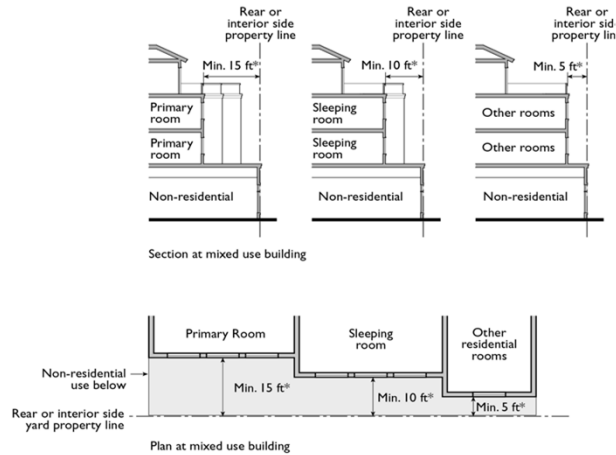 Rear or
interior side
property line
Rear or
interior side
property line
Rear or
interior side
property line
Min. 15 ft*
Min. 10 ft*
Min. 5 ft*
Primary
room
Primary
room
Non-residential
Sleeping
room
Sleeping
room
Non-residential
Other rooms
Other rooms
Non-residential
Section at mixed use building
Primary Room
Sleeping
room
Other
residential
rooms
Non-residential
use below
Min. 15 ft*
Min. 10 ft*
Min. 5 ft*
Rear or interior side
yard property line
Plan at mixed use building